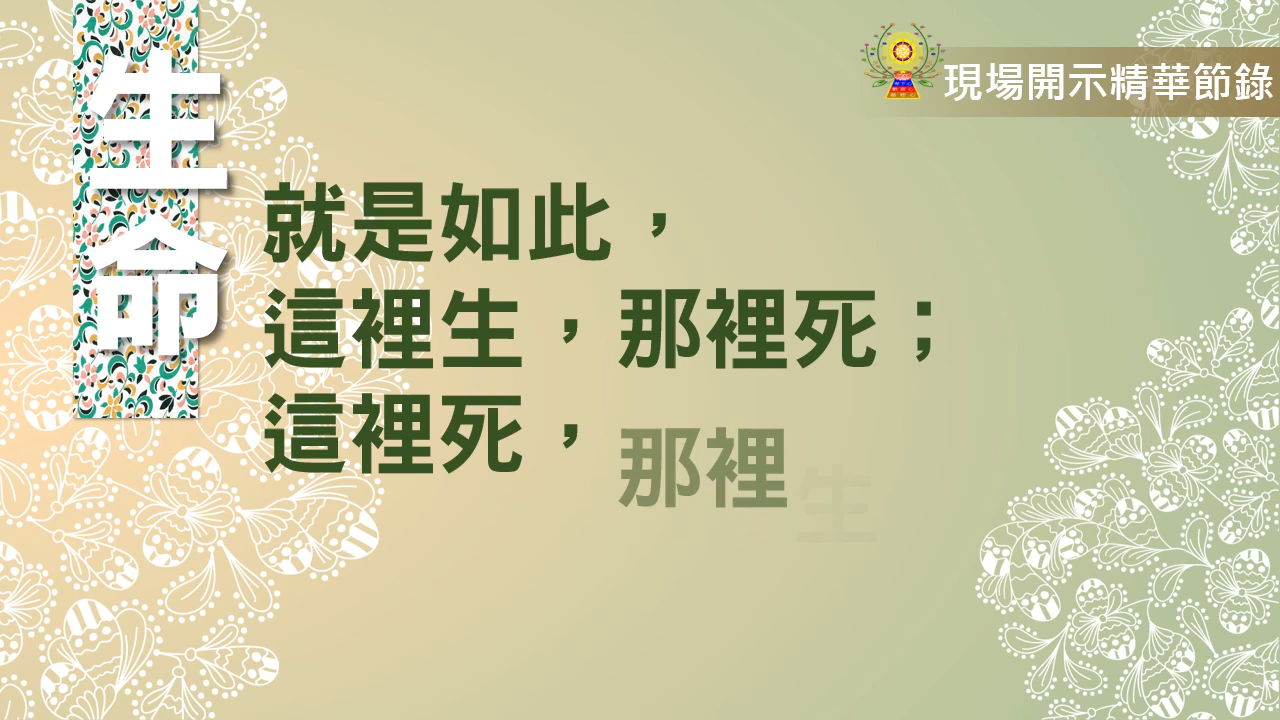 生命
現場開示精華節錄
就是如此，
這裡生，那裡死；
這裡死，那裡生